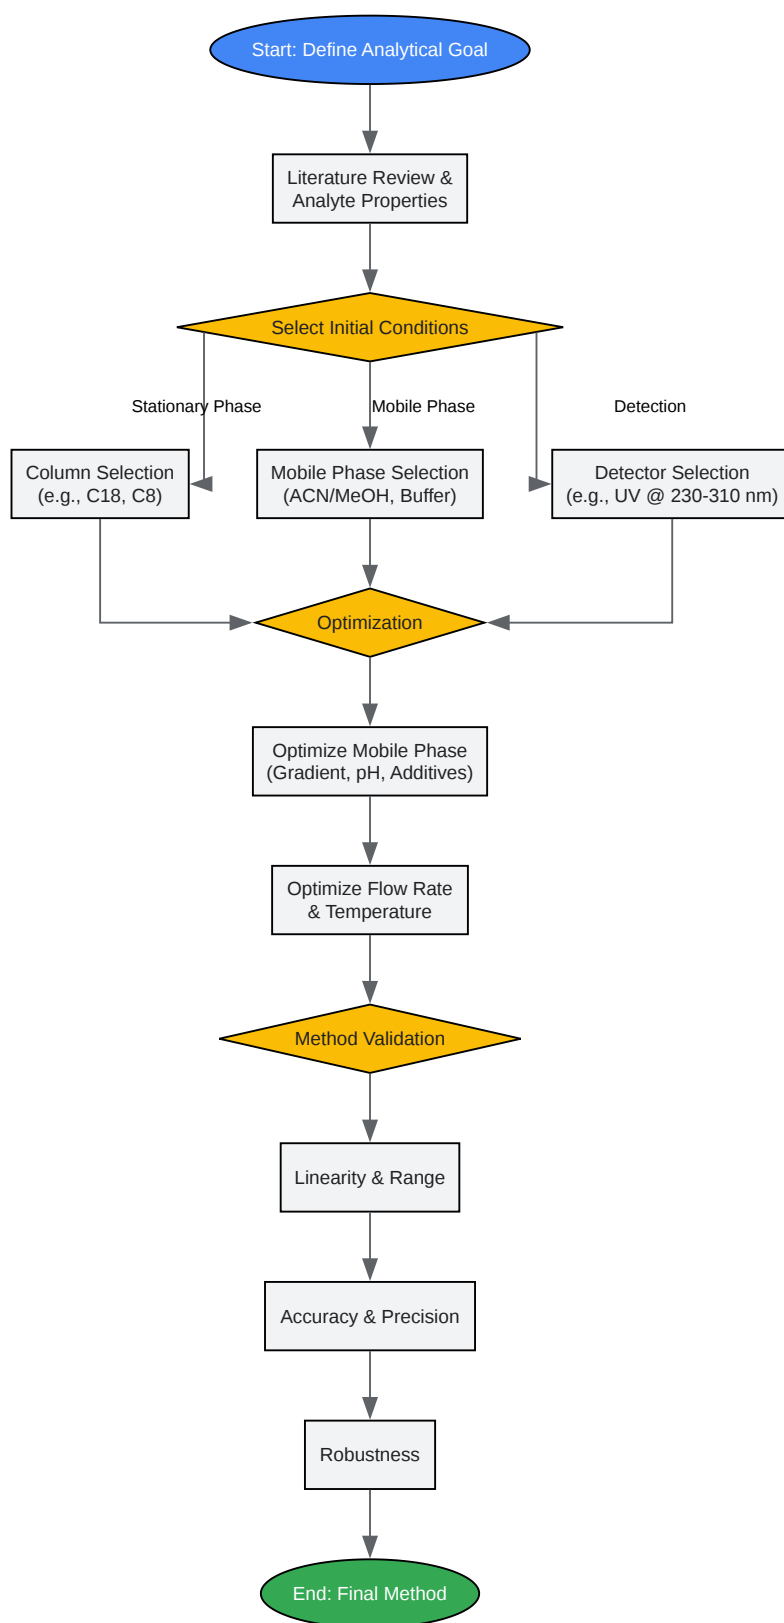 Start: Define Analytical Goal
Literature Review &
Analyte Properties
Select Initial Conditions
Stationary Phase
Mobile Phase
Detection
Column Selection
(e.g., C18, C8)
Mobile Phase Selection
(ACN/MeOH, Buffer)
Detector Selection
(e.g., UV @ 230-310 nm)
Optimization
Optimize Mobile Phase
(Gradient, pH, Additives)
Optimize Flow Rate
& Temperature
Method Validation
Linearity & Range
Accuracy & Precision
Robustness
End: Final Method